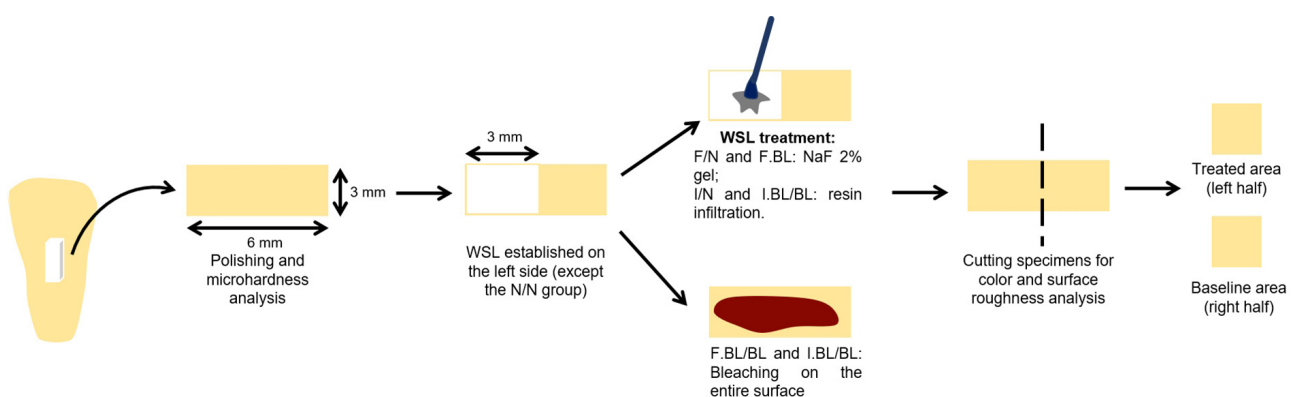 6 mm
3 mm
Polishing and
microhardness
analysis
3 mm
WSL established on
the left side (except
the N/N group)
WSL treatment:
F/N and F.BL: NaF 2%
gel;
I/N and I.BL/BL: resin
infiltration.
F.BL/BL and I.BL/BL:
Bleaching on the
entire surface
Cutting specimens for
color and surface
roughness analysis
Treated area
(left half)
Baseline area
(right half)